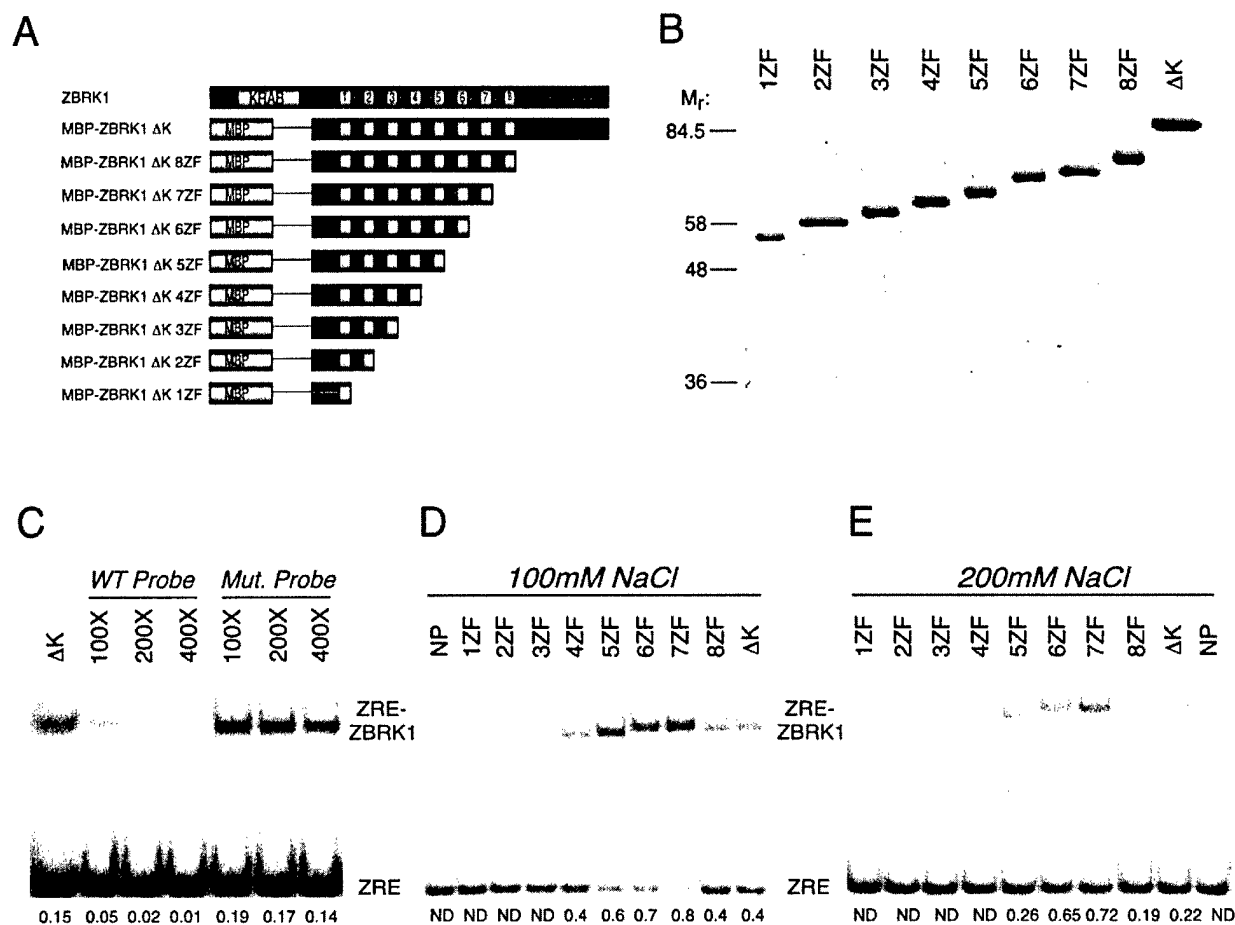 A
ZBRK1 KRAB 1 2 3 4 5 6 7 8
MBP-ZBRK1 ΔK MBP
MBP-ZBRK1 ΔK 8ZF MBP
MBP-ZBRK1 ΔK 7ZF MBP
MBP-ZBRK1 ΔK 6ZF MBP
MBP-ZBRK1 ΔK 5ZF MBP
MBP-ZBRK1 ΔK 4ZF MBP
MBP-ZBRK1 ΔK 3ZF MBP
MBP-ZBRK1 ΔK 2ZF MBP
MBP-ZBRK1 ΔK 1ZF MBP
B
1ZF 2ZF 3ZF 4ZF 5ZF 6ZF 7ZF 8ZF ΔK
Mr:
84.5
58
48
36
C
WT Probe Mut. Probe
ΔK 100X 200X 400X 100X 200X 400X
ZRE-
ZBRK1
ZRE
0.15 0.05 0.02 0.01 0.19 0.17 0.14
D
100mM NaCl
NP 1ZF 2ZF 3ZF 4ZF 5ZF 6ZF 7ZF 8ZF ΔK
ZRE-
ZBRK1
ZRE
ND ND ND ND 0.4 0.6 0.7 0.8 0.4 0.4
E
200mM NaCl
1ZF 2ZF 3ZF 4ZF 5ZF 6ZF 7ZF 8ZF ΔK NP
ND ND ND ND 0.26 0.65 0.72 0.19 0.22 ND